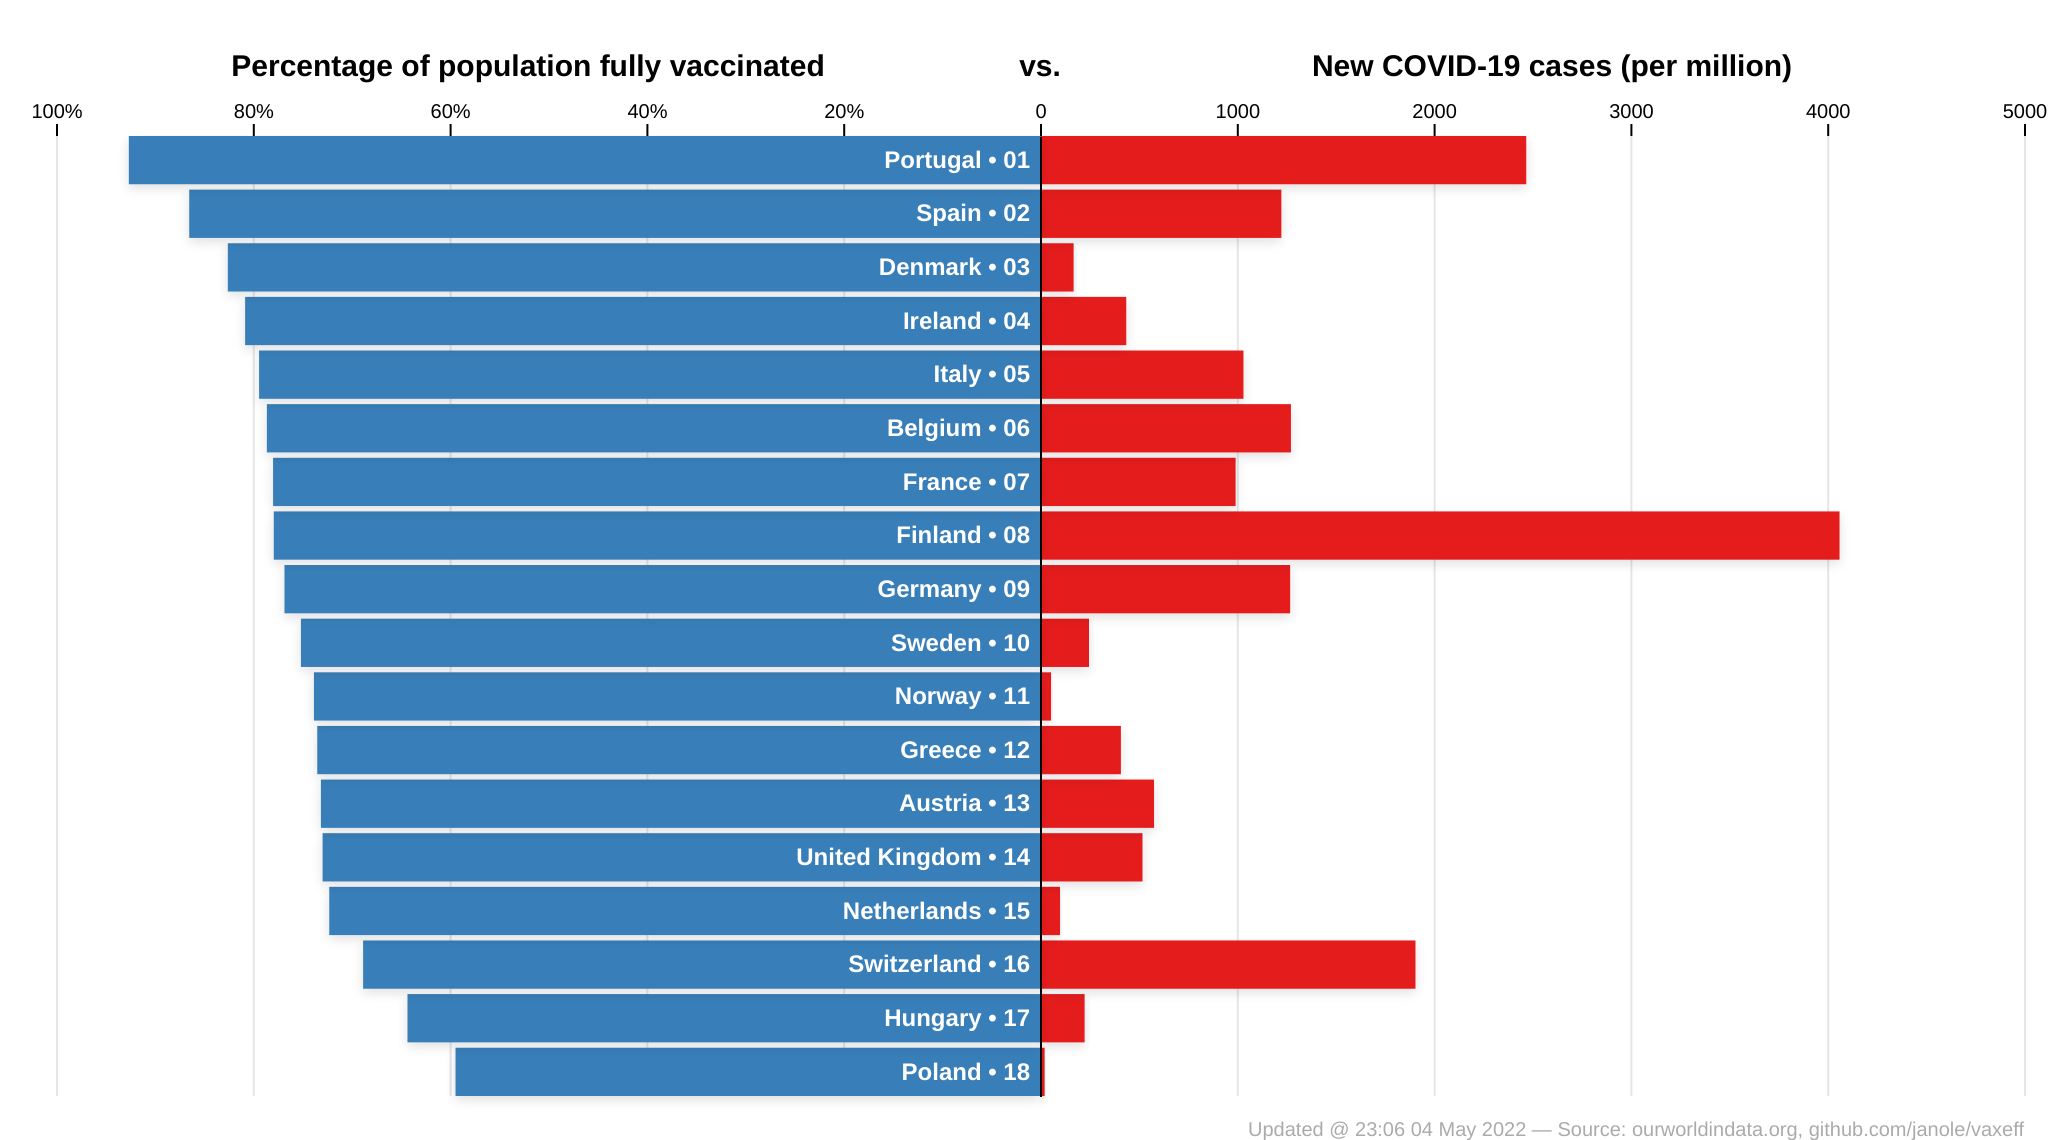 Percentage of population fully vaccinated vs. New COVID-19 cases (per million)
100% 80% 60% 40% 20% 0 1000 2000 3000 4000 5000
Portugal • 01
Spain • 02
Denmark • 03
Ireland • 04
Italy • 05
Belgium • 06
France • 07
Finland • 08
Germany • 09
Sweden • 10
Norway • 11
Greece • 12
Austria • 13
United Kingdom • 14
Netherlands • 15
Switzerland • 16
Hungary • 17
Poland • 18
Updated @ 23:06 04 May 2022 — Source: ourworldindata.org, github.com/janole/vaxeff